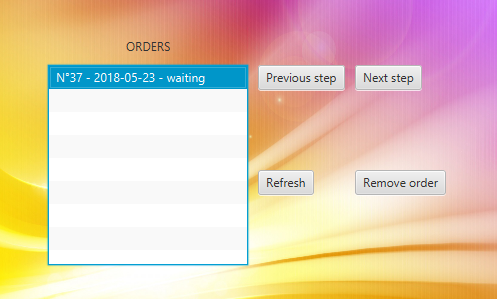 ORDERS
N°37 - 2018-05-23 - waiting
Previous step
Next step
Refresh
Remove order